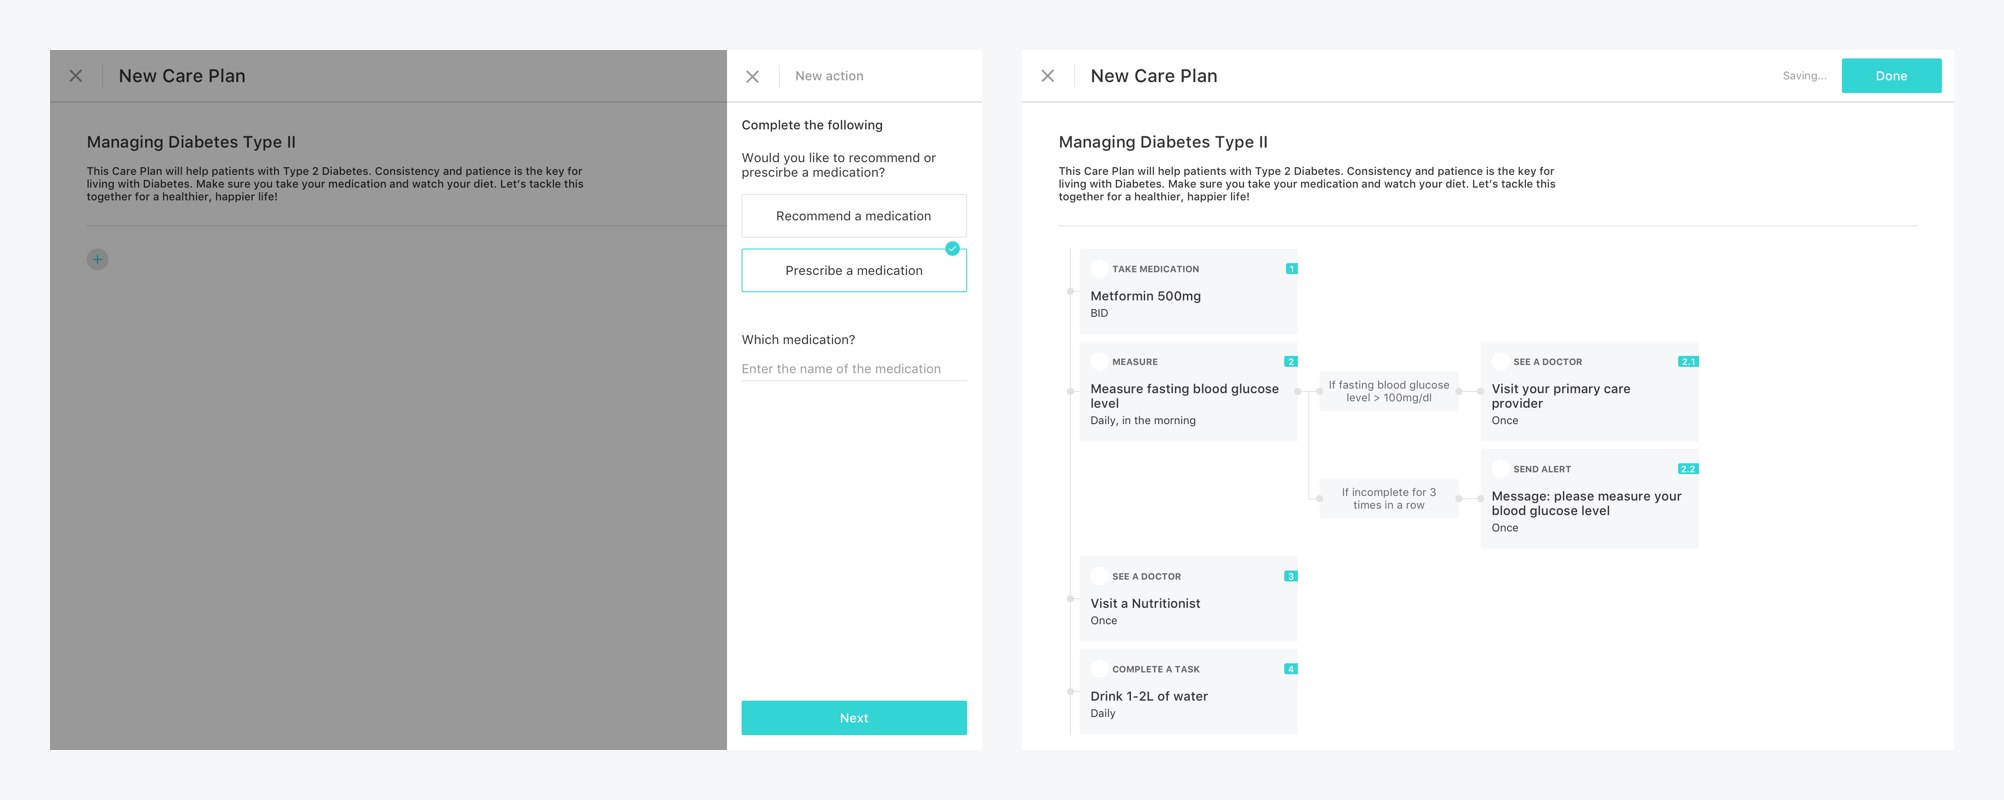 New Care Plan
Managing Diabetes Type II
This Care Plan will help patients with Type 2 Diabetes. Consistency and patience is the key for
living with Diabetes. Make sure you take your medication and watch your diet. Let's tackle this
together for a healthier, happier life!
New action
Complete the following
Would you like to recommend or
prescirbe a medication?
Recommend a medication
Prescribe a medication
Which medication?
Enter the name of the medication
Next
New Care Plan
Saving...
Done
Managing Diabetes Type II
This Care Plan will help patients with Type 2 Diabetes. Consistency and patience is the key for
living with Diabetes. Make sure you take your medication and watch your diet. Let's tackle this
together for a healthier, happier life!
TAKE MEDICATION
1
Metformin 500mg
BID
MEASURE
2
Measure fasting blood glucose
level
Daily, in the morning
If fasting blood glucose
level > 100mg/dl
SEE A DOCTOR
2.1
Visit your primary care
provider
Once
If incomplete for 3
times in a row
SEND ALERT
2.2
Message: please measure your
blood glucose level
Once
SEE A DOCTOR
3
Visit a Nutritionist
Once
COMPLETE A TASK
4
Drink 1-2L of water
Daily